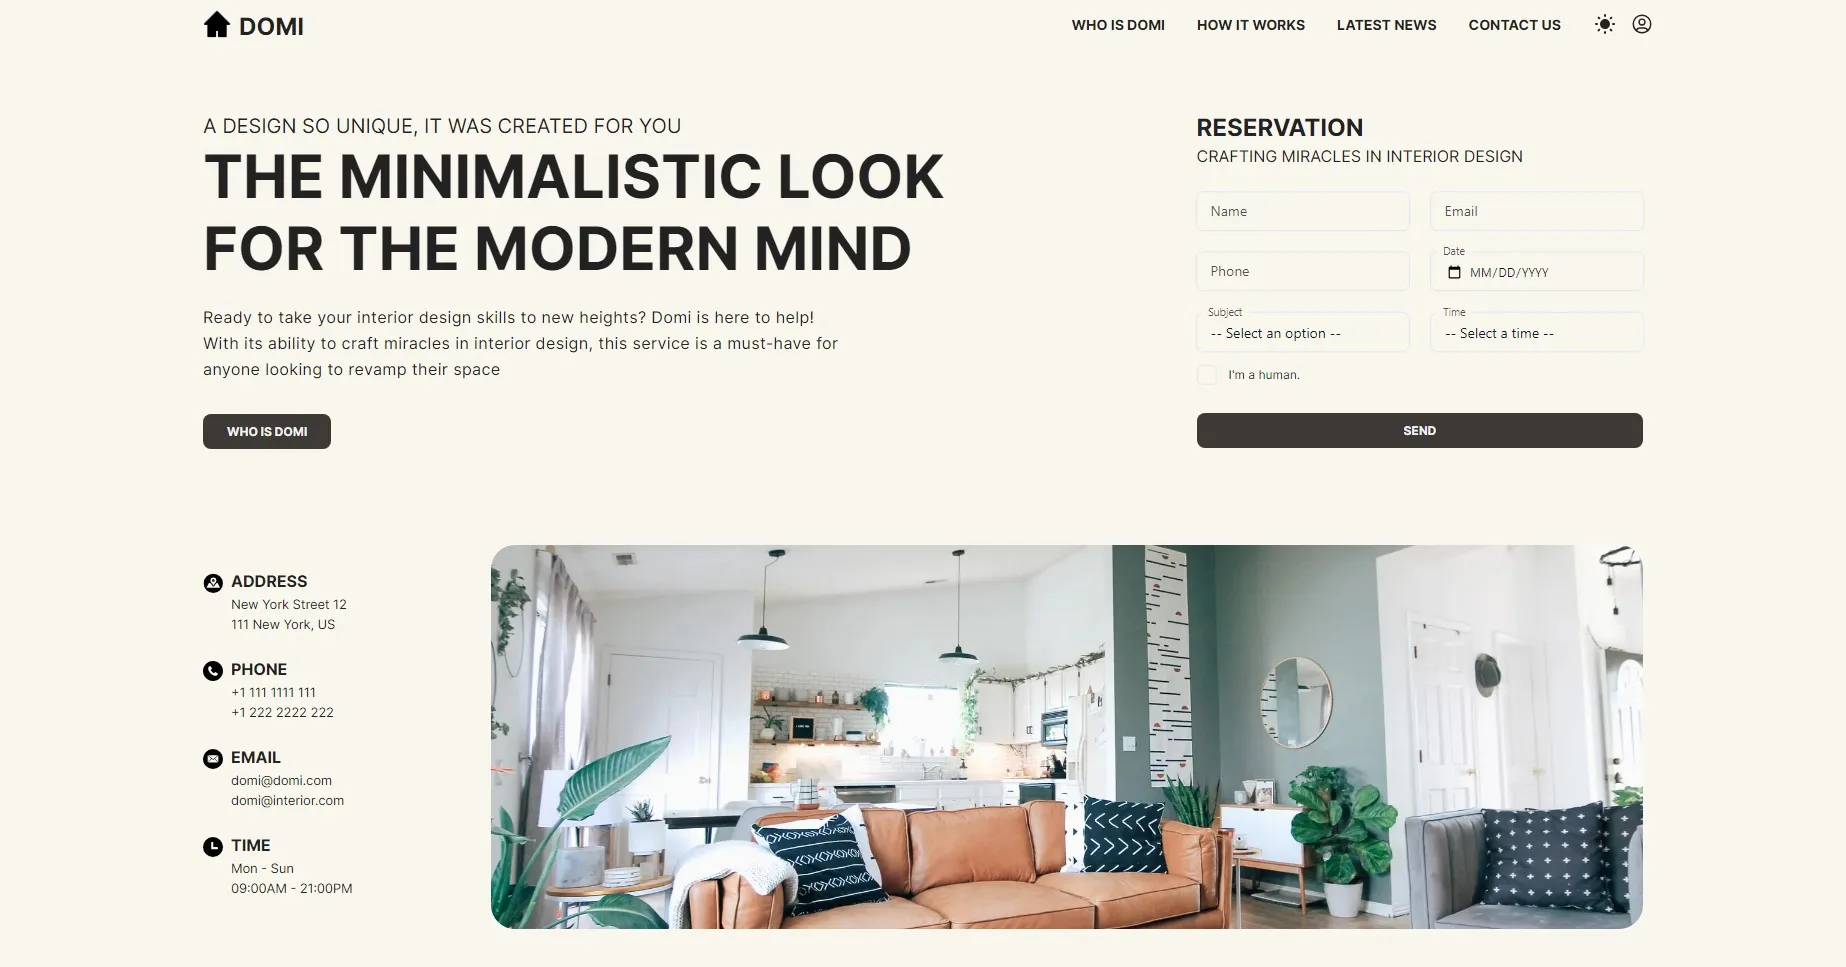 DOMI
WHO IS DOMI
HOW IT WORKS
LATEST NEWS
CONTACT US
A DESIGN SO UNIQUE, IT WAS CREATED FOR YOU
THE MINIMALISTIC LOOK
FOR THE MODERN MIND
Ready to take your interior design skills to new heights? Domi is here to help!
With its ability to craft miracles in interior design, this service is a must-have for
anyone looking to revamp their space
WHO IS DOMI
RESERVATION
CRAFTING MIRACLES IN INTERIOR DESIGN
Name
Email
Phone
Date
MM/DD/YYYY
Subject
-- Select an option --
Time
-- Select a time --
I'm a human.
SEND
ADDRESS
New York Street 12
111 New York, US
PHONE
+1 111 1111 111
+1 222 2222 222
EMAIL
domi@domi.com
domi@interior.com
TIME
Mon - Sun
09:00AM - 21:00PM